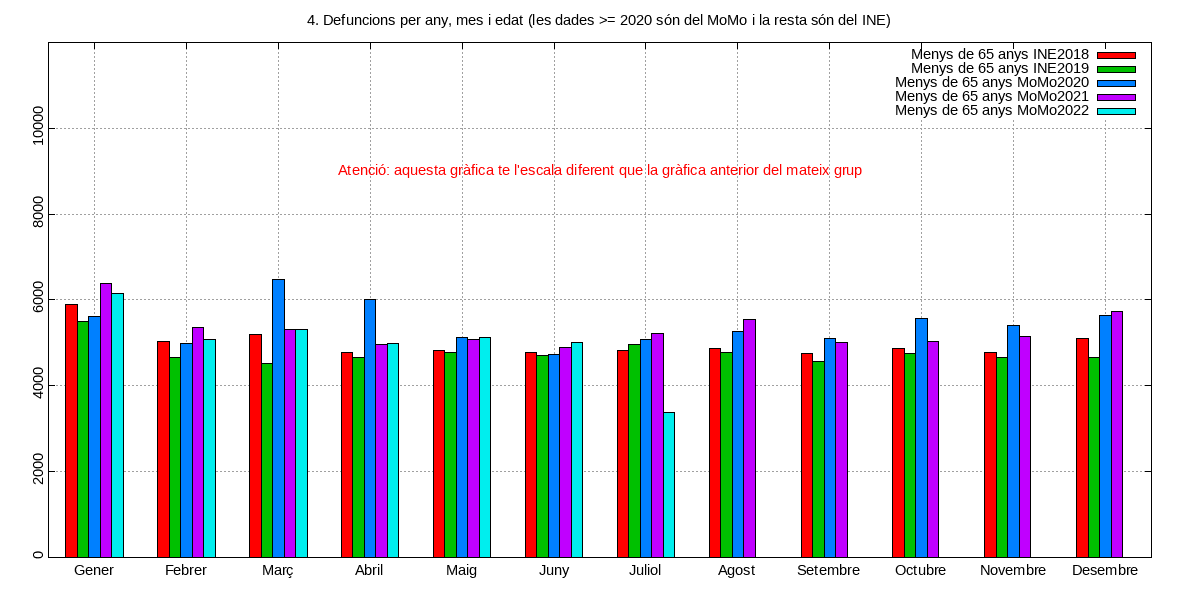 4. Defuncions per any, mes i edat (les dades >= 2020 són del MoMo i la resta són del INE)
Menys de 65 anys INE2018
Menys de 65 anys INE2019
Menys de 65 anys MoMo2020
Menys de 65 anys MoMo2021
Menys de 65 anys MoMo2022
Atenció: aquesta gràfica te l'escala diferent que la gràfica anterior del mateix grup
10000
8000
6000
4000
2000
0
Gener Febrer Març Abril Maig Juny Juliol Agost Setembre Octubre Novembre Desembre